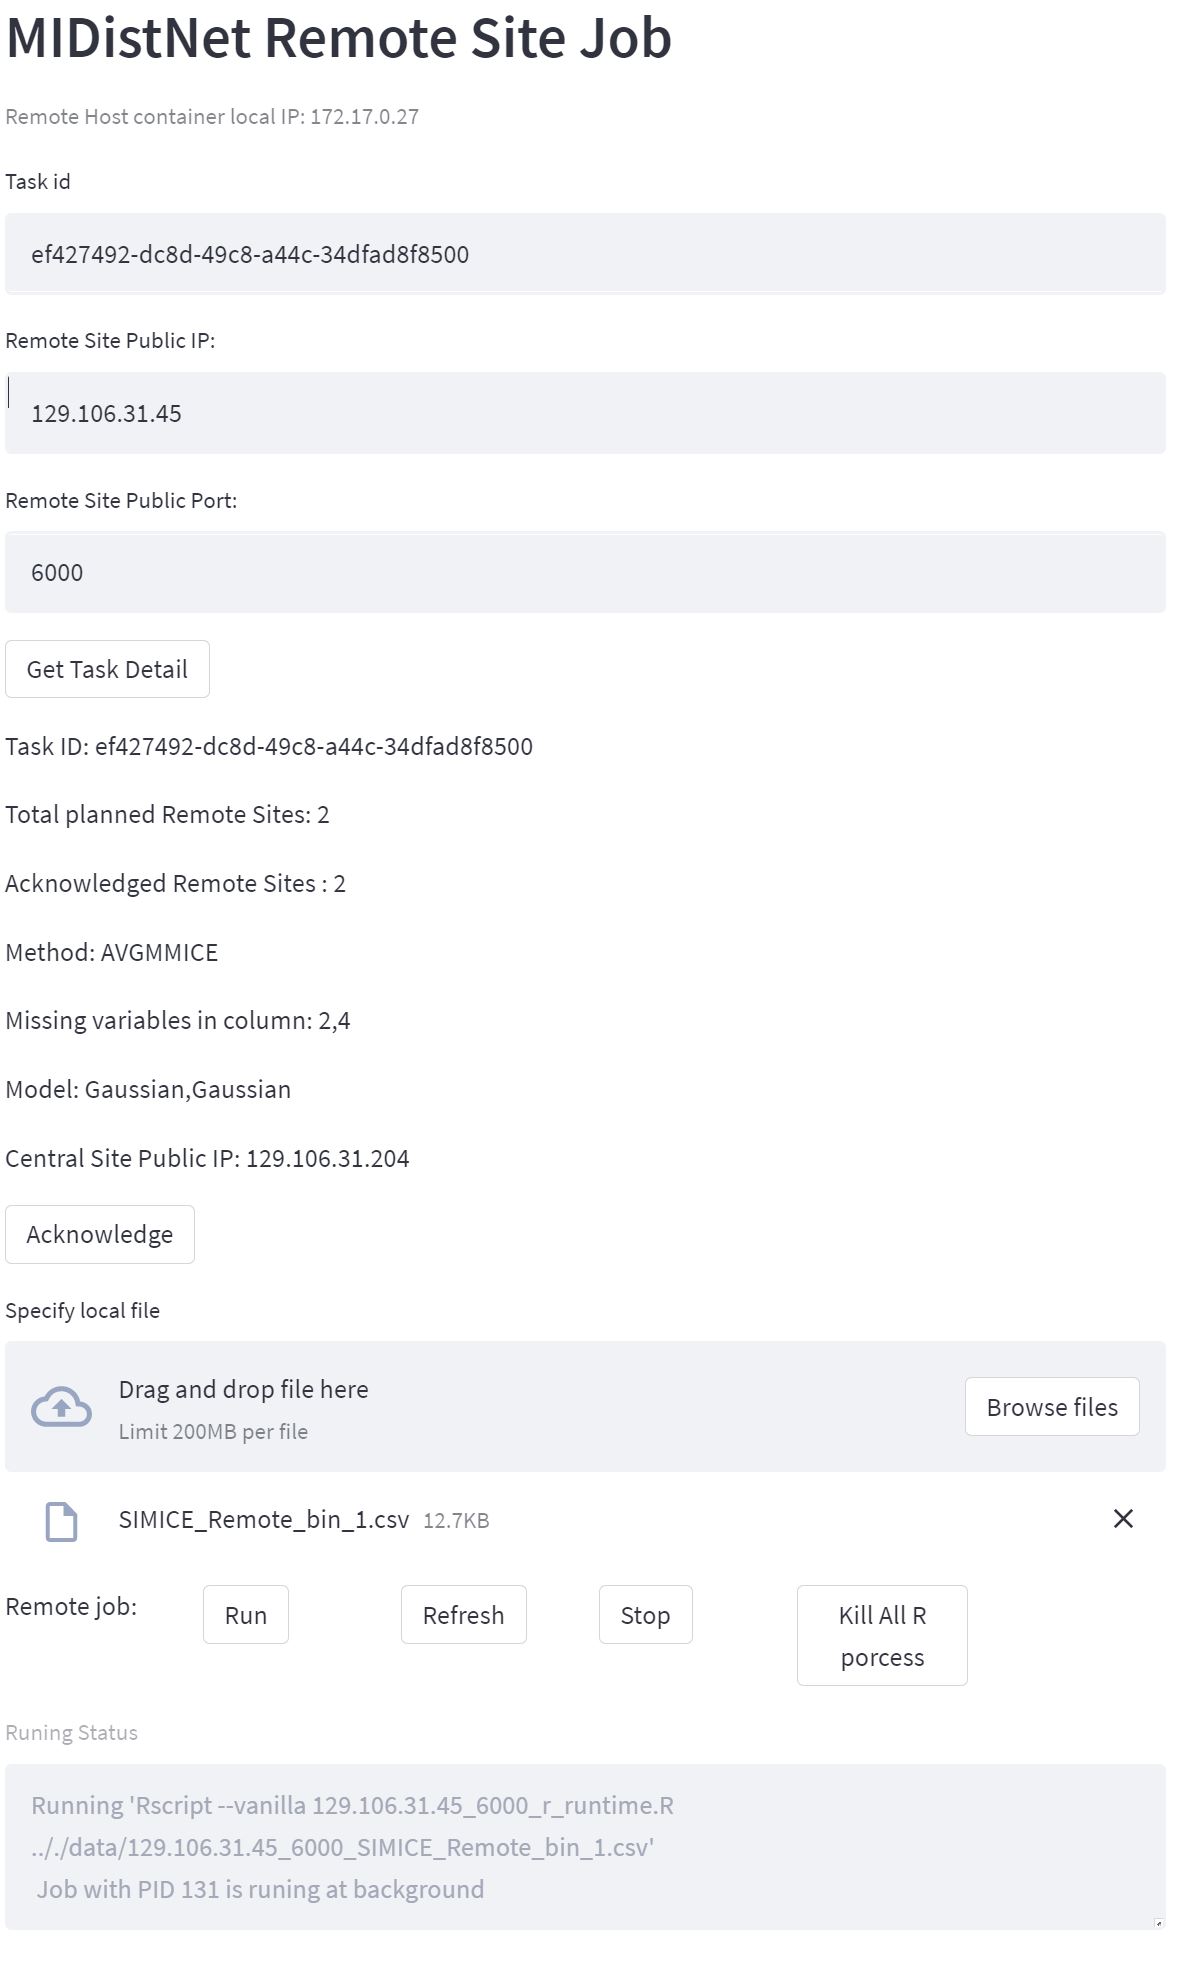 MIDistNet Remote Site Job
Remote Host container local IP: 172.17.0.27
Task id
ef427492-dc8d-49c8-a44c-34dfad8f8500
Remote Site Public IP:
129.106.31.45
Remote Site Public Port:
6000
Get Task Detail
Task ID: ef427492-dc8d-49c8-a44c-34dfad8f8500
Total planned Remote Sites: 2
Acknowledged Remote Sites : 2
Method: AVGMMICE
Missing variables in column: 2,4
Model: Gaussian,Gaussian
Central Site Public IP: 129.106.31.204
Acknowledge
Specify local file
Drag and drop file here
Limit 200MB per file
Browse files
SIMICE_Remote_bin_1.csv 12.7KB
Remote job:
Run
Refresh
Stop
Kill All R
porcess
Runing Status
Running 'Rscript --vanilla 129.106.31.45_6000_r_runtime.R
.././data/129.106.31.45_6000_SIMICE_Remote_bin_1.csv'
Job with PID 131 is runing at background